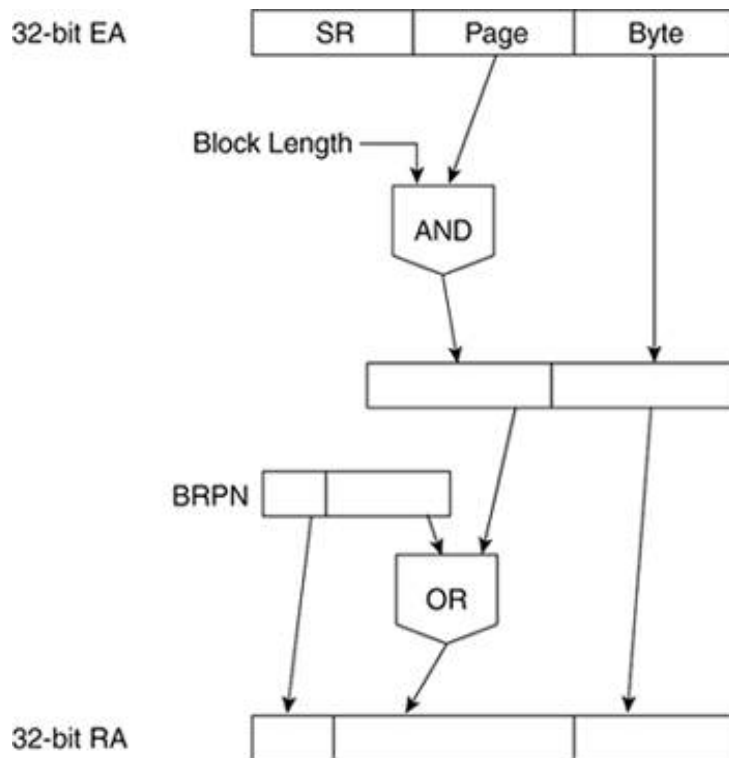 32-bit EA SR Page Byte
Block Length
AND
BRPN
OR
32-bit RA